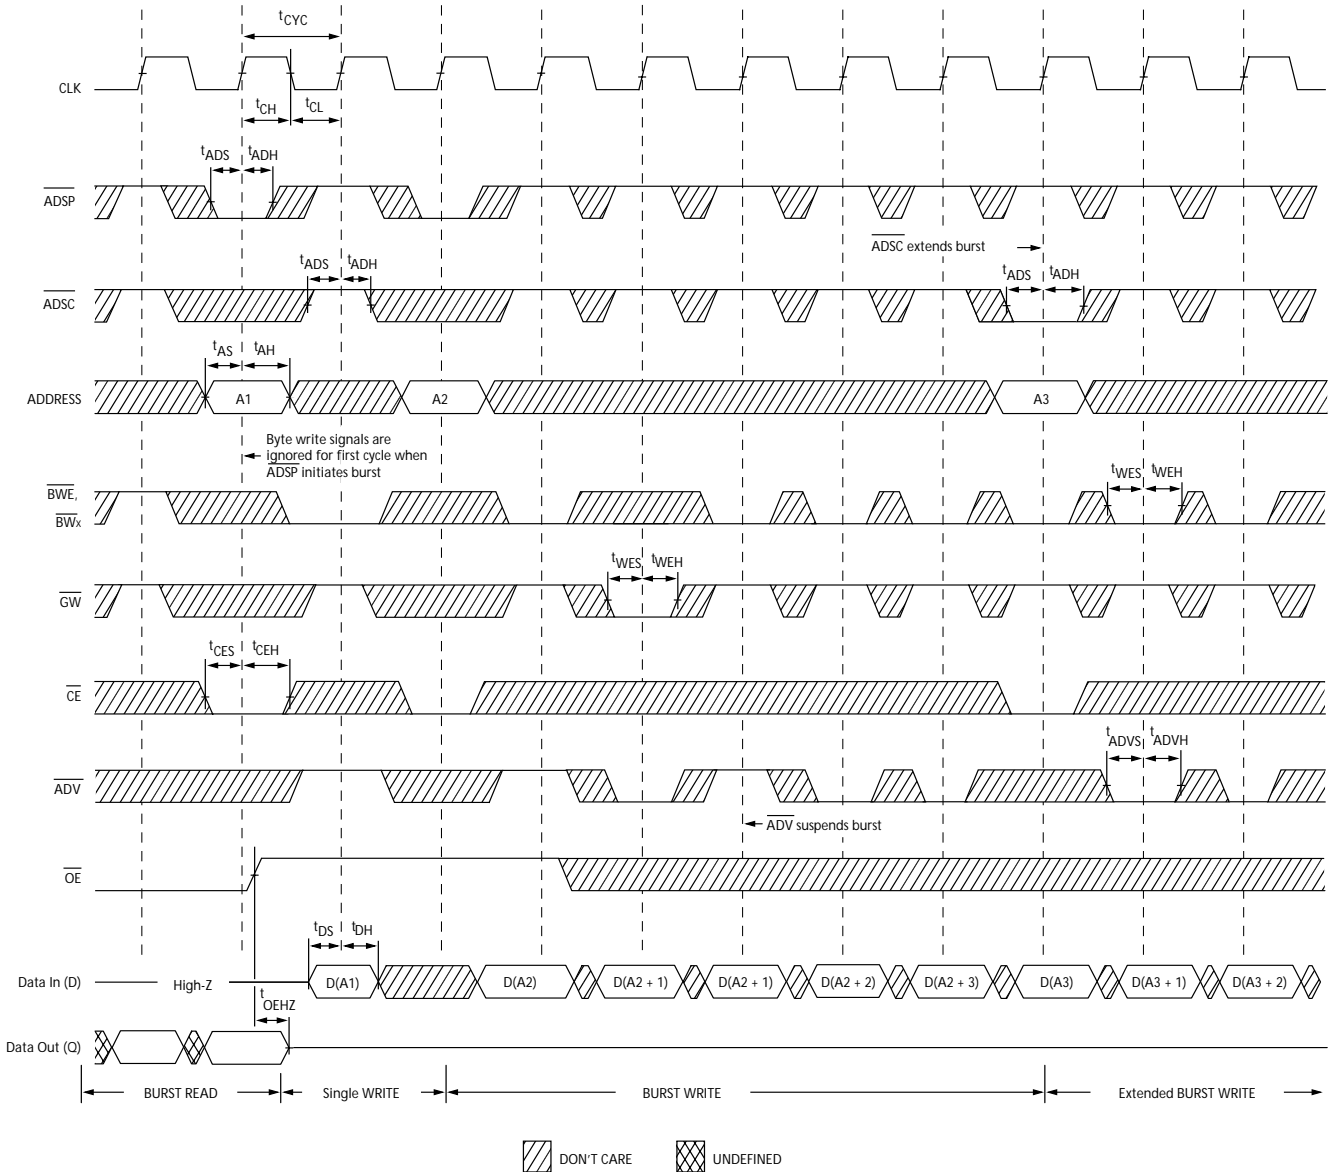 tCYC
CLK
tCH tCL
tADS tADH
ADSP
ADSC extends burst
tADS tADH tADS tADH
ADSC
tAS tAH
ADDRESS A1 A2 A3
Byte write signals are
ignored for first cycle when
ADSP initiates burst
tWES tWEH
BWE,
BWx
tWES tWEH
GW
tCES tCEH
CE
tADVS tADVH
ADV
ADV suspends burst
OE
tDS tDH
Data In (D) High-Z D(A1) D(A2) D(A2 + 1) D(A2 + 1) D(A2 + 2) D(A2 + 3) D(A3) D(A3 + 1) D(A3 + 2)
tOEHZ
Data Out (Q)
BURST READ Single WRITE BURST WRITE Extended BURST WRITE
DON'T CARE UNDEFINED